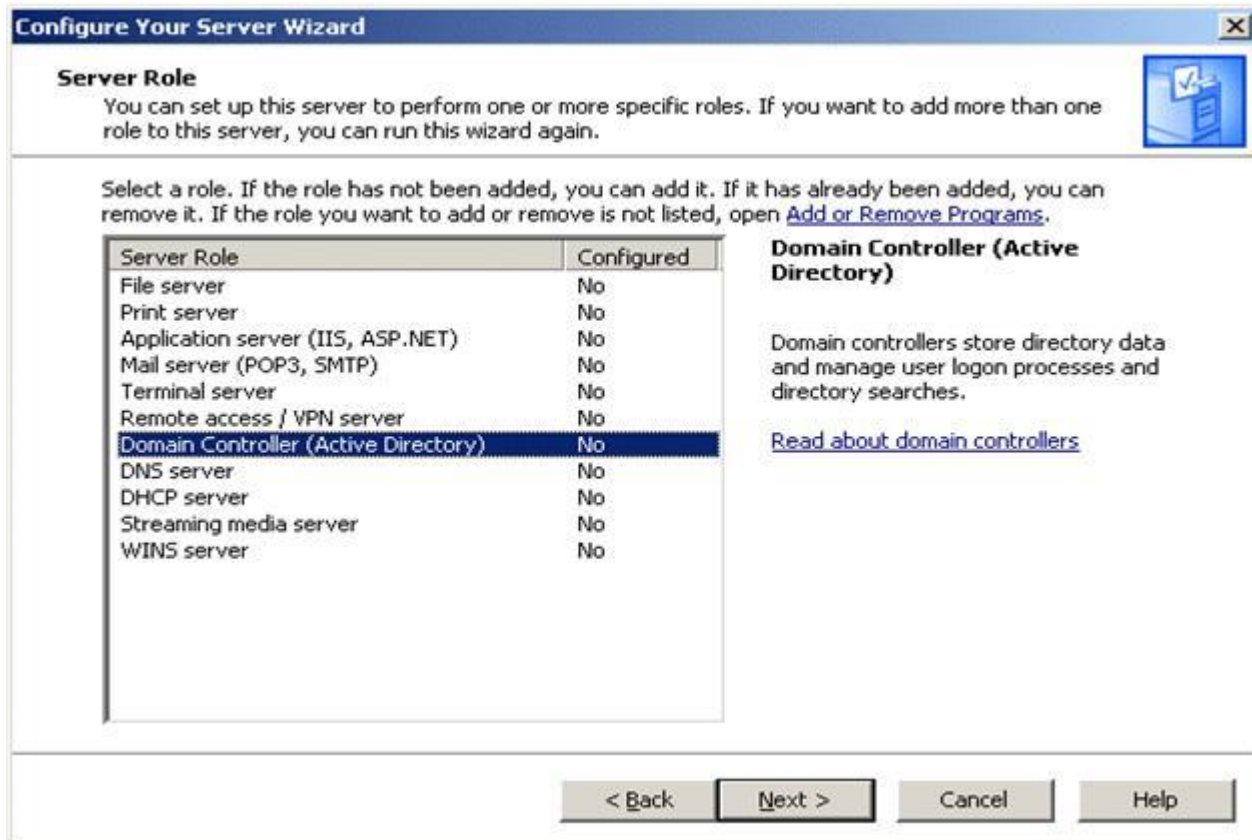 Configure Your Server Wizard
Server Role
You can set up this server to perform one or more specific roles. If you want to add more than one
role to this server, you can run this wizard again.
Select a role. If the role has not been added, you can add it. If it has already been added, you can
remove it. If the role you want to add or remove is not listed, open Add or Remove Programs.
Server Role Configured
File server No
Print server No
Application server (IIS, ASP.NET) No
Mail server (POP3, SMTP) No
Terminal server No
Remote access / VPN server No
Domain Controller (Active Directory) No
DNS server No
DHCP server No
Streaming media server No
WINS server No
Domain Controller (Active
Directory)
Domain controllers store directory data
and manage user logon processes and
directory searches.
Read about domain controllers
< Back Next > Cancel Help